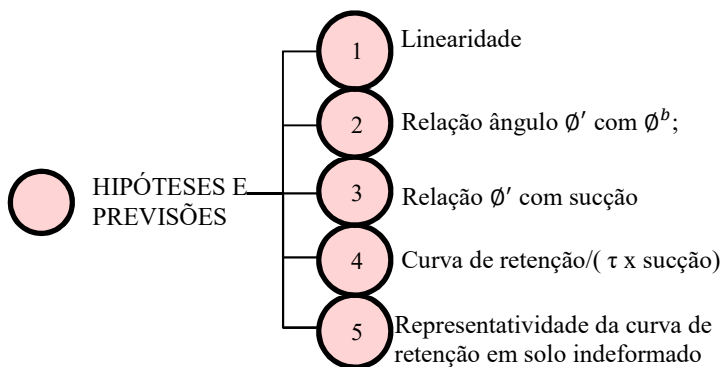 1 Linearidade
2 Relação ângulo Ø′ com Ø^b;
HIPÓTESES E
PREVISÕES
3 Relação Ø′ com sucção
4 Curva de retenção/( τ x sucção)
5 Representatividade da curva de
retenção em solo indeformado